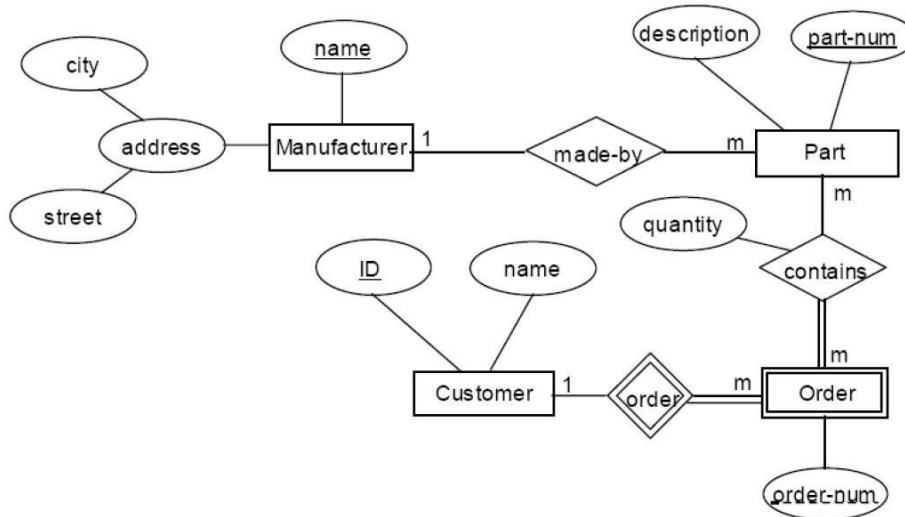 name
description
part-num
city
address
Manufacturer
1
made-by
m
Part
m
street
quantity
ID
name
contains
m
Customer
1
order
m
Order
order-num